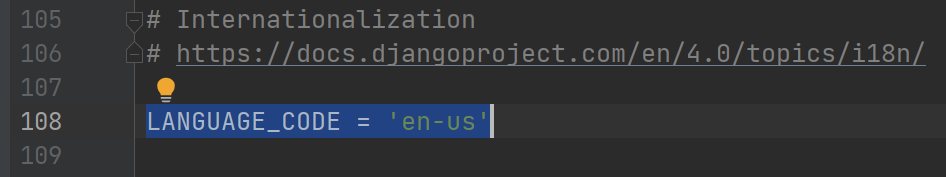 105 # Internationalization
106 # https://docs.djangoproject.com/en/4.0/topics/i18n/
107
108 LANGUAGE_CODE = 'en-us'
109